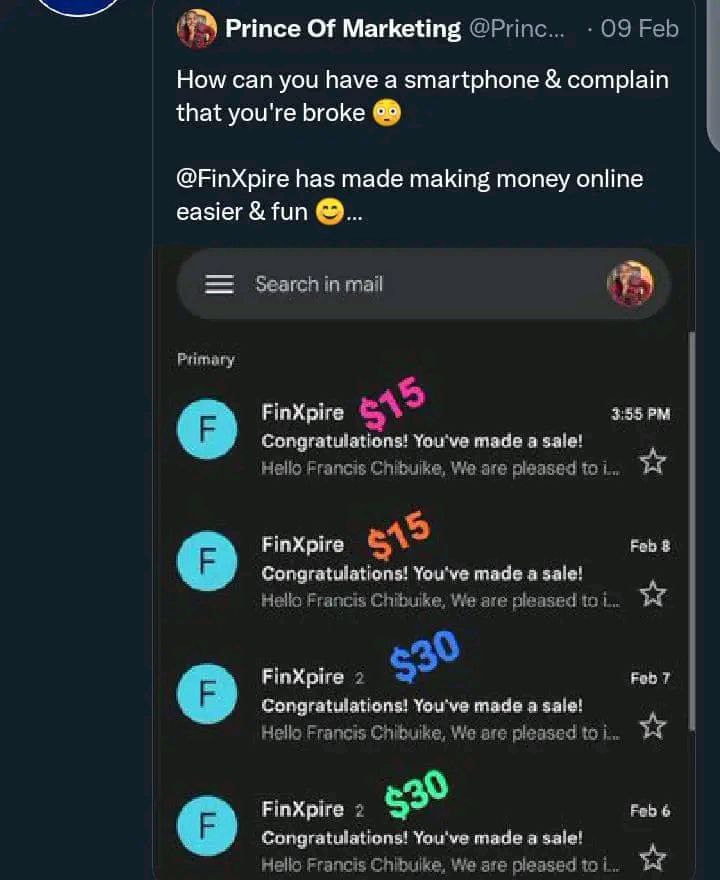 Prince Of Marketing @Princ... · 09 Feb
How can you have a smartphone & complain
that you're broke 😳
@FinXpire has made making money online
easier & fun 😊...
Search in mail
Primary
FinXpire $15 3:55 PM
Congratulations! You've made a sale!
Hello Francis Chibuike, We are pleased to i...
F
FinXpire $15 Feb 8
Congratulations! You've made a sale!
Hello Francis Chibuike, We are pleased to i...
F
FinXpire 2 $30 Feb 7
Congratulations! You've made a sale!
Hello Francis Chibuike, We are pleased to i...
F
FinXpire 2 $30 Feb 6
Congratulations! You've made a sale!
Hello Francis Chibuike, We are pleased to i...
F